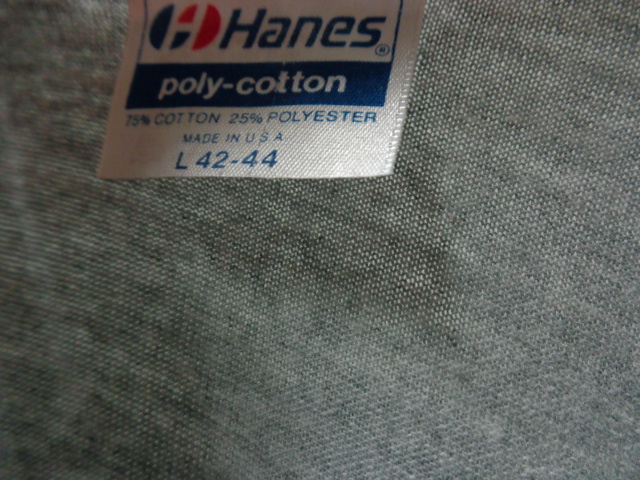 Hanes®
poly-cotton
75% COTTON 25% POLYESTER
MADE IN U.S.A
L 42-44